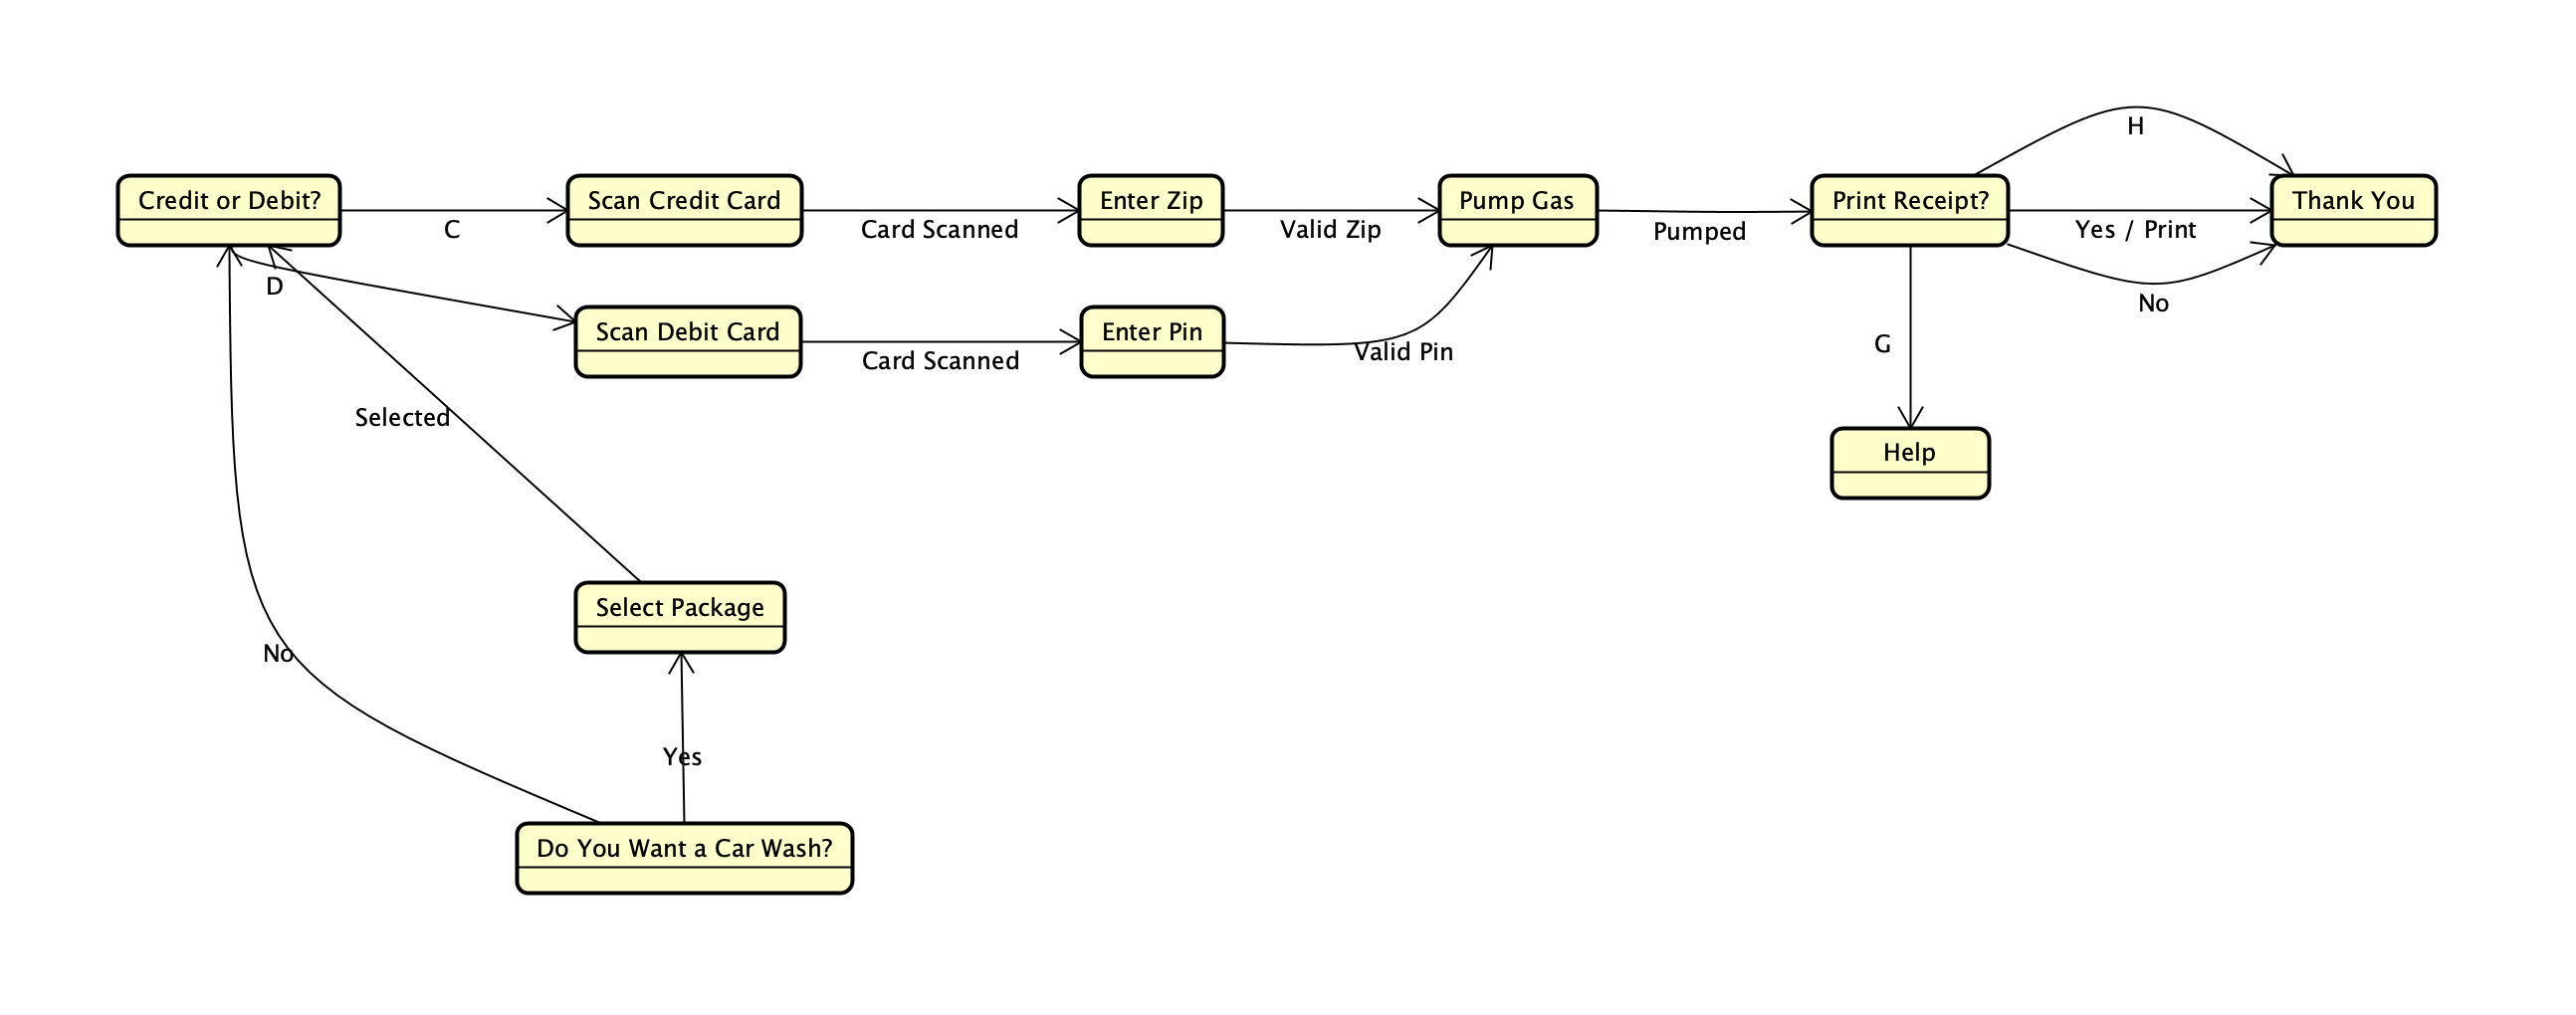 H
Credit or Debit?
C
Scan Credit Card
Card Scanned
Enter Zip
Valid Zip
Pump Gas
Pumped
Print Receipt?
Yes / Print
Thank You
D
No
Scan Debit Card
Card Scanned
Enter Pin
Valid Pin
G
Selected
Help
Select Package
No
Yes
Do You Want a Car Wash?